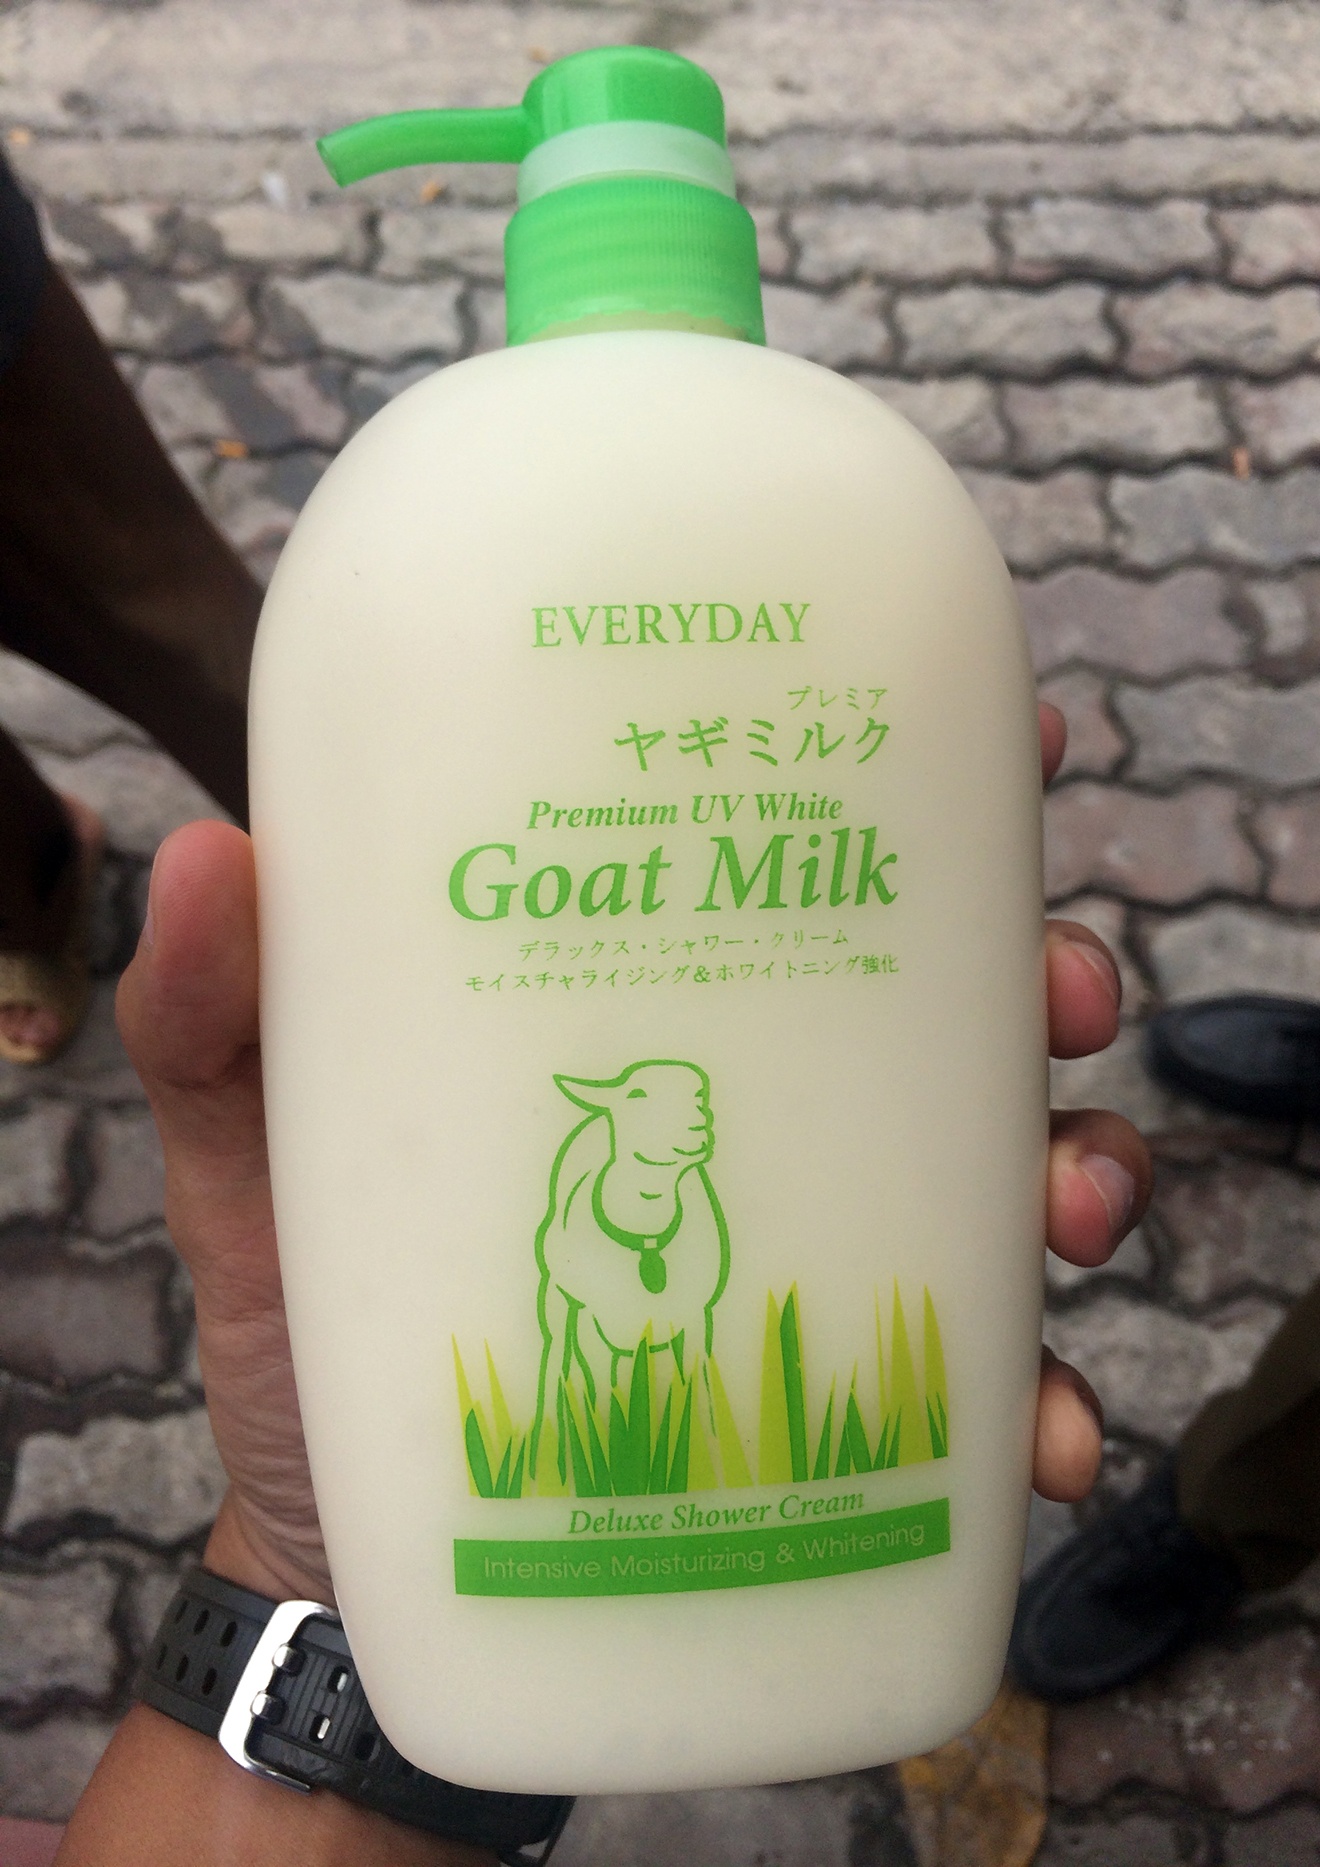 EVERYDAY
プレミア
ヤギミルク
Premium UV White
Goat Milk
デラックス・シャワー・クリーム
モイスチャライジング&ホワイトニング強化
Deluxe Shower Cream
Intensive Moisturizing & Whitening